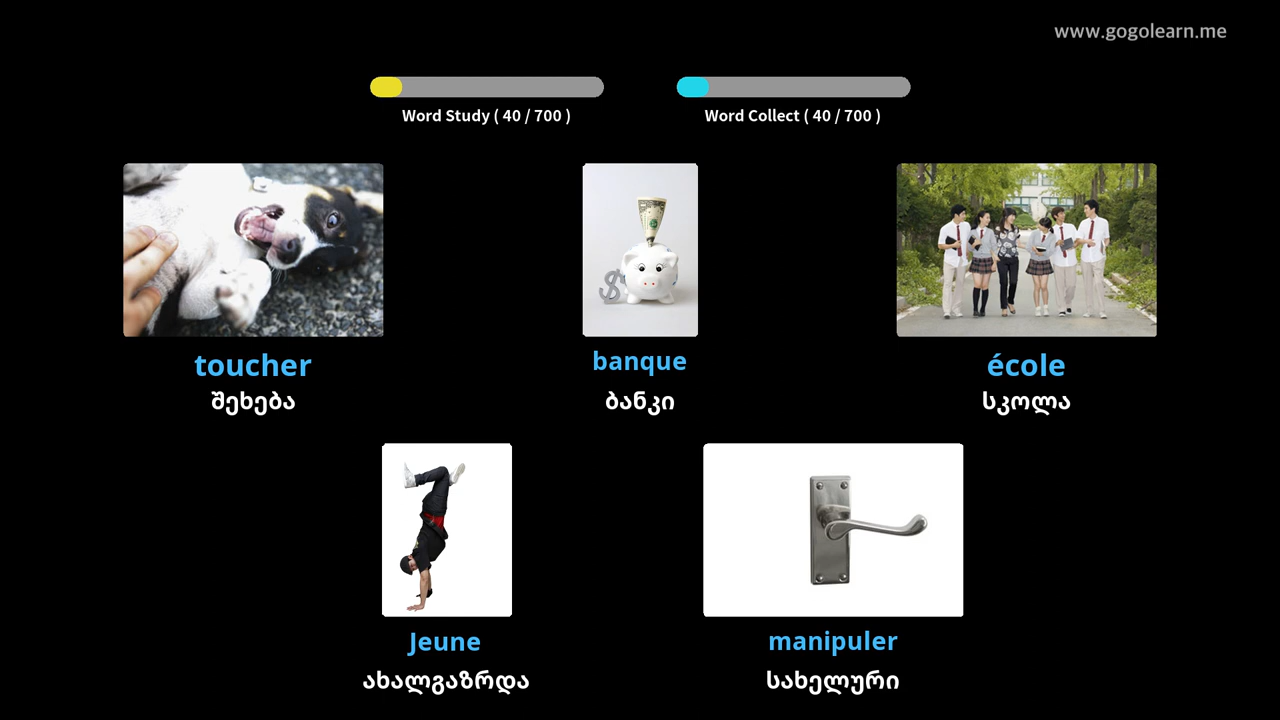 www.gogolearn.me
Word Study ( 40 / 700 )
Word Collect ( 40 / 700 )
toucher
შეხება
banque
ბანკი
école
სკოლა
Jeune
ახალგაზრდა
manipuler
სახელური